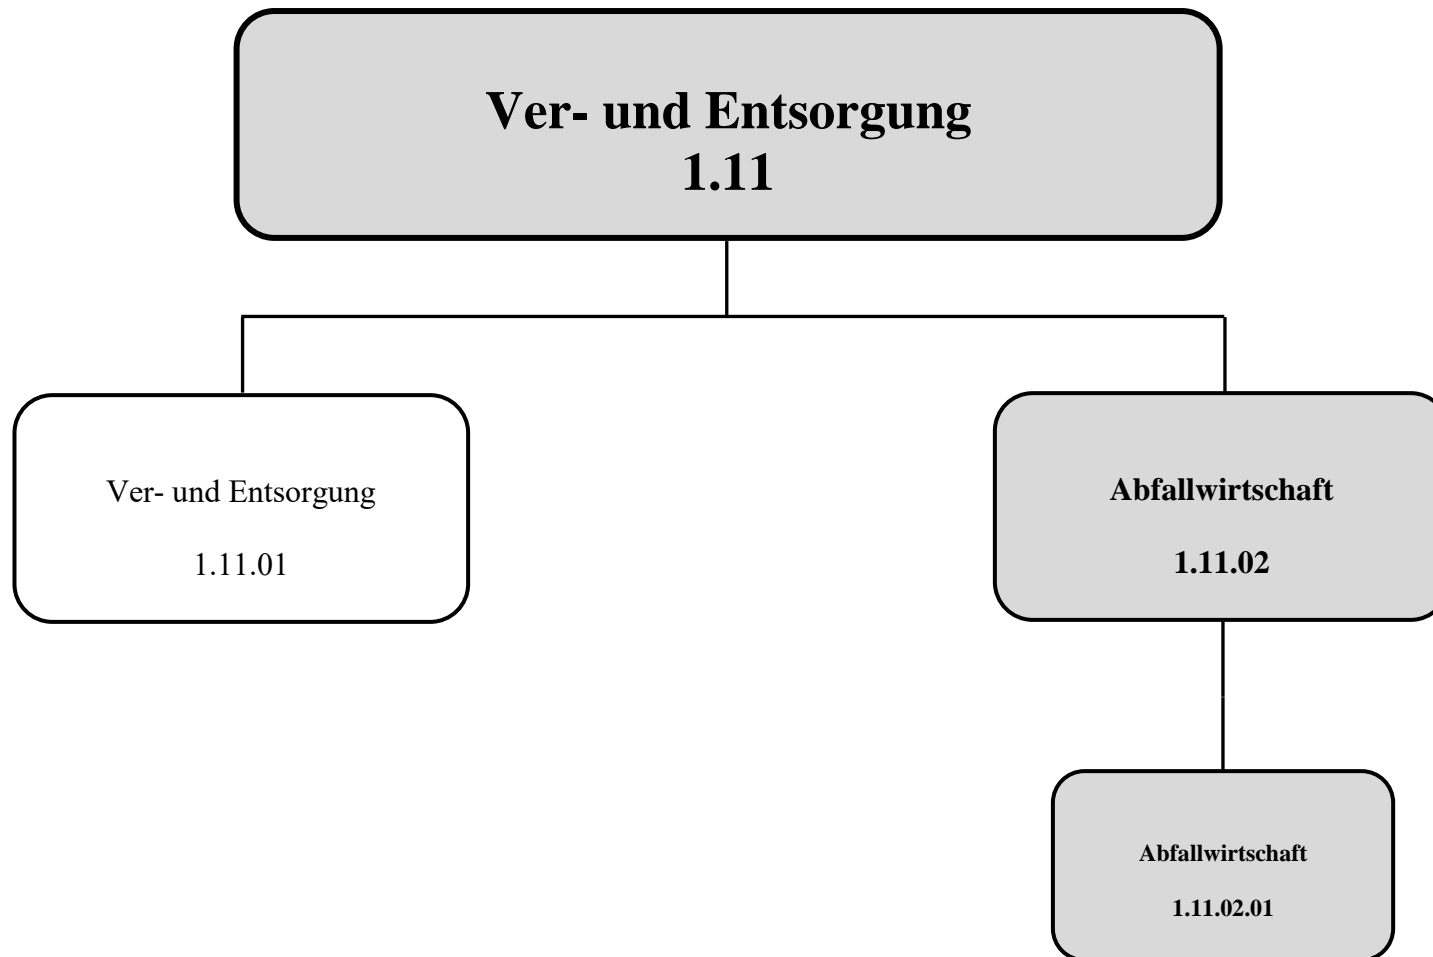 Ver- und Entsorgung
1.11
Ver- und Entsorgung
1.11.01
Abfallwirtschaft
1.11.02
Abfallwirtschaft
1.11.02.01